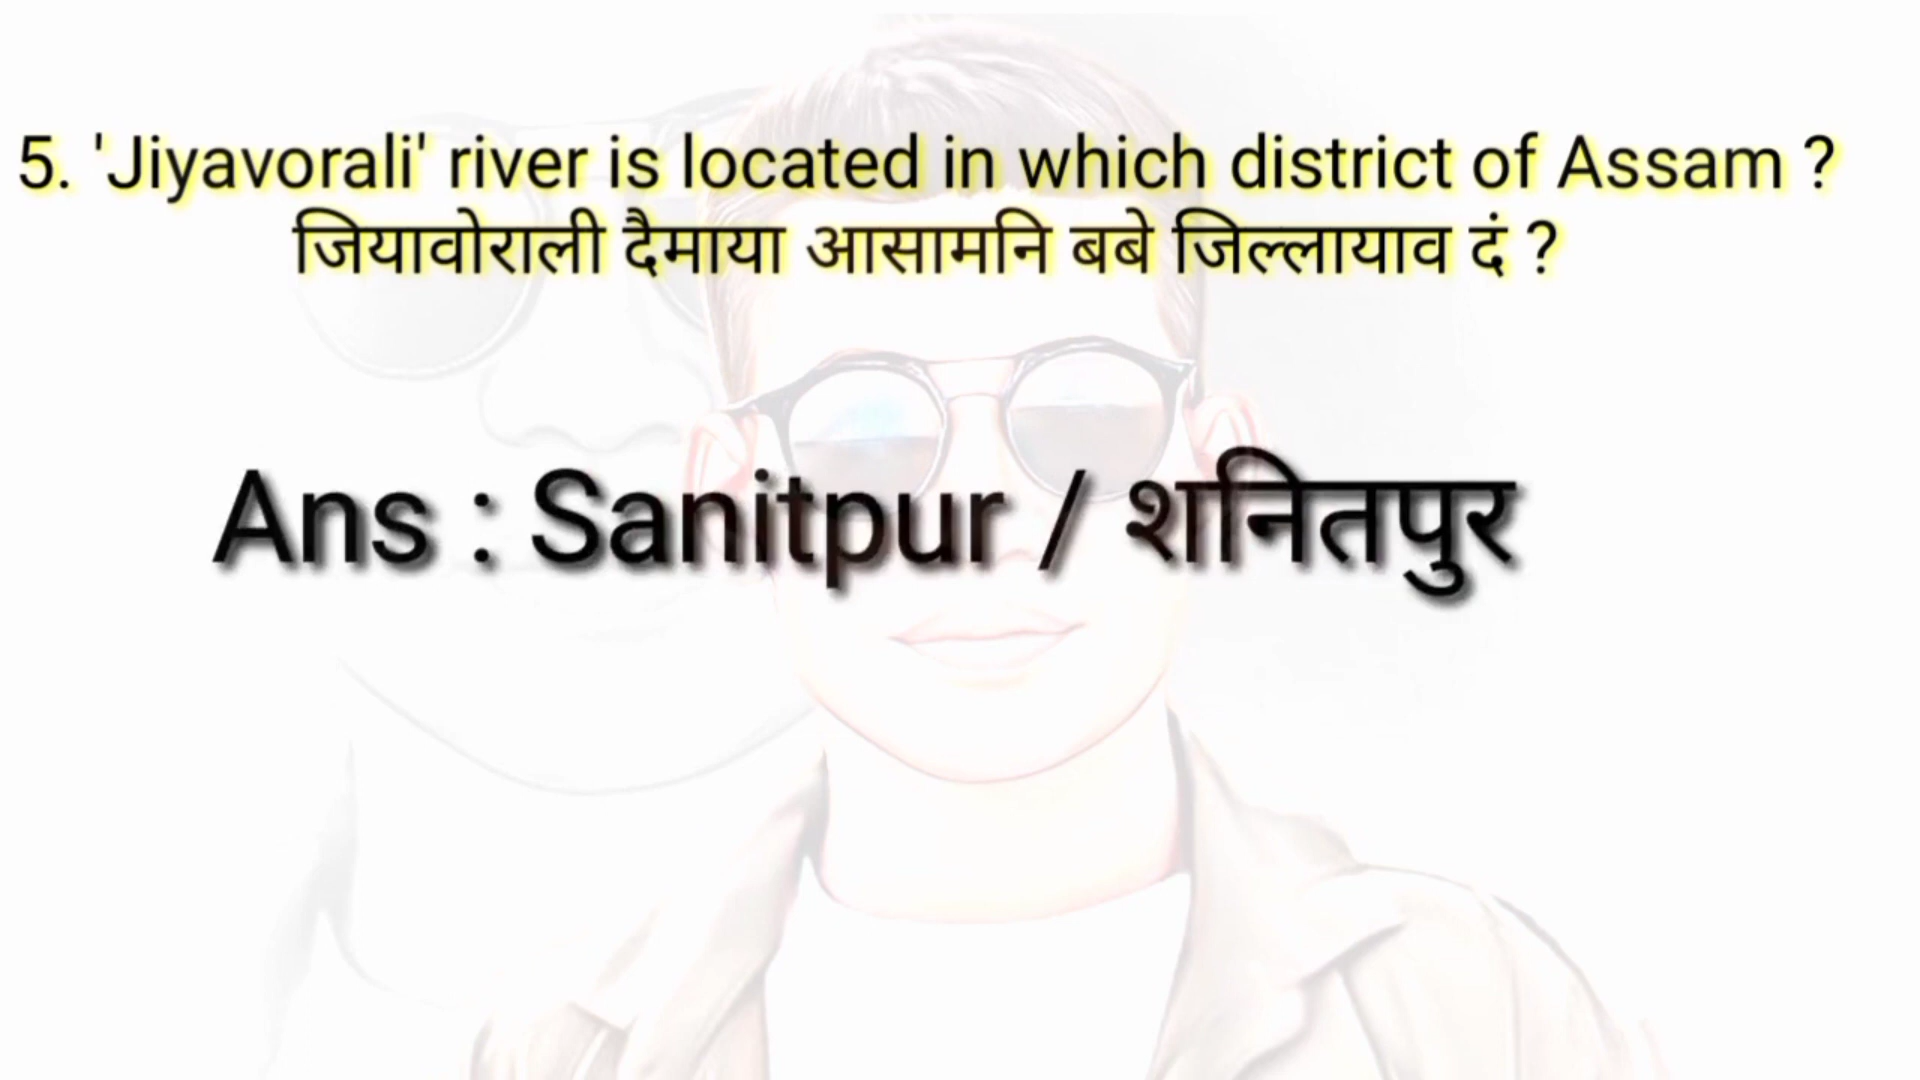 5. 'Jiyavorali' river is located in which district of Assam ?
जियावोराली दैमाया आसामनि बबे जिल्लायाव दं ?
Ans : Sanitpur / शनितपुर